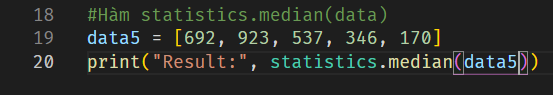 18 #Hàm statistics.median(data)
19 data5 = [692, 923, 537, 346, 170]
20 print("Result:", statistics.median(data5))